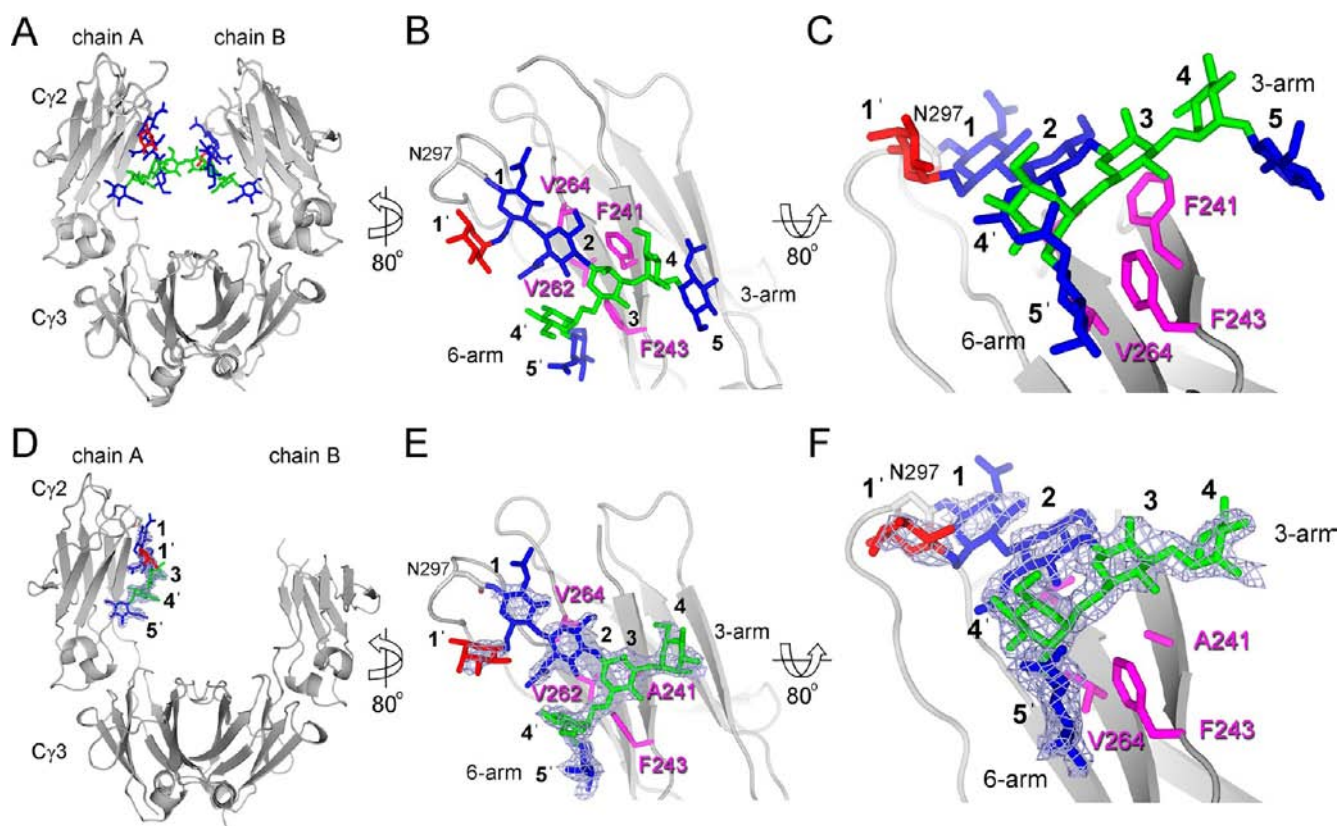 A
chain A
chain B
Cγ2
Cγ3
80°
B
N297
1
V264
F241
1'
2
4
V262
3-arm
4'
3
6-arm
F243
5
5'
80°
C
4
3-arm
1'
N297
1
2
3
5
F241
4'
5'
F243
6-arm
V264
D
chain A
chain B
Cγ2
1
1'
3
4'
5'
Cγ3
80°
E
N297
1
V264
4
1'
2
3
3-arm
V262
A241
4'
F243
6-arm
5'
80°
F
1'
N297
1
2
3
4
3-arm
4'
A241
5'
F243
V264
6-arm